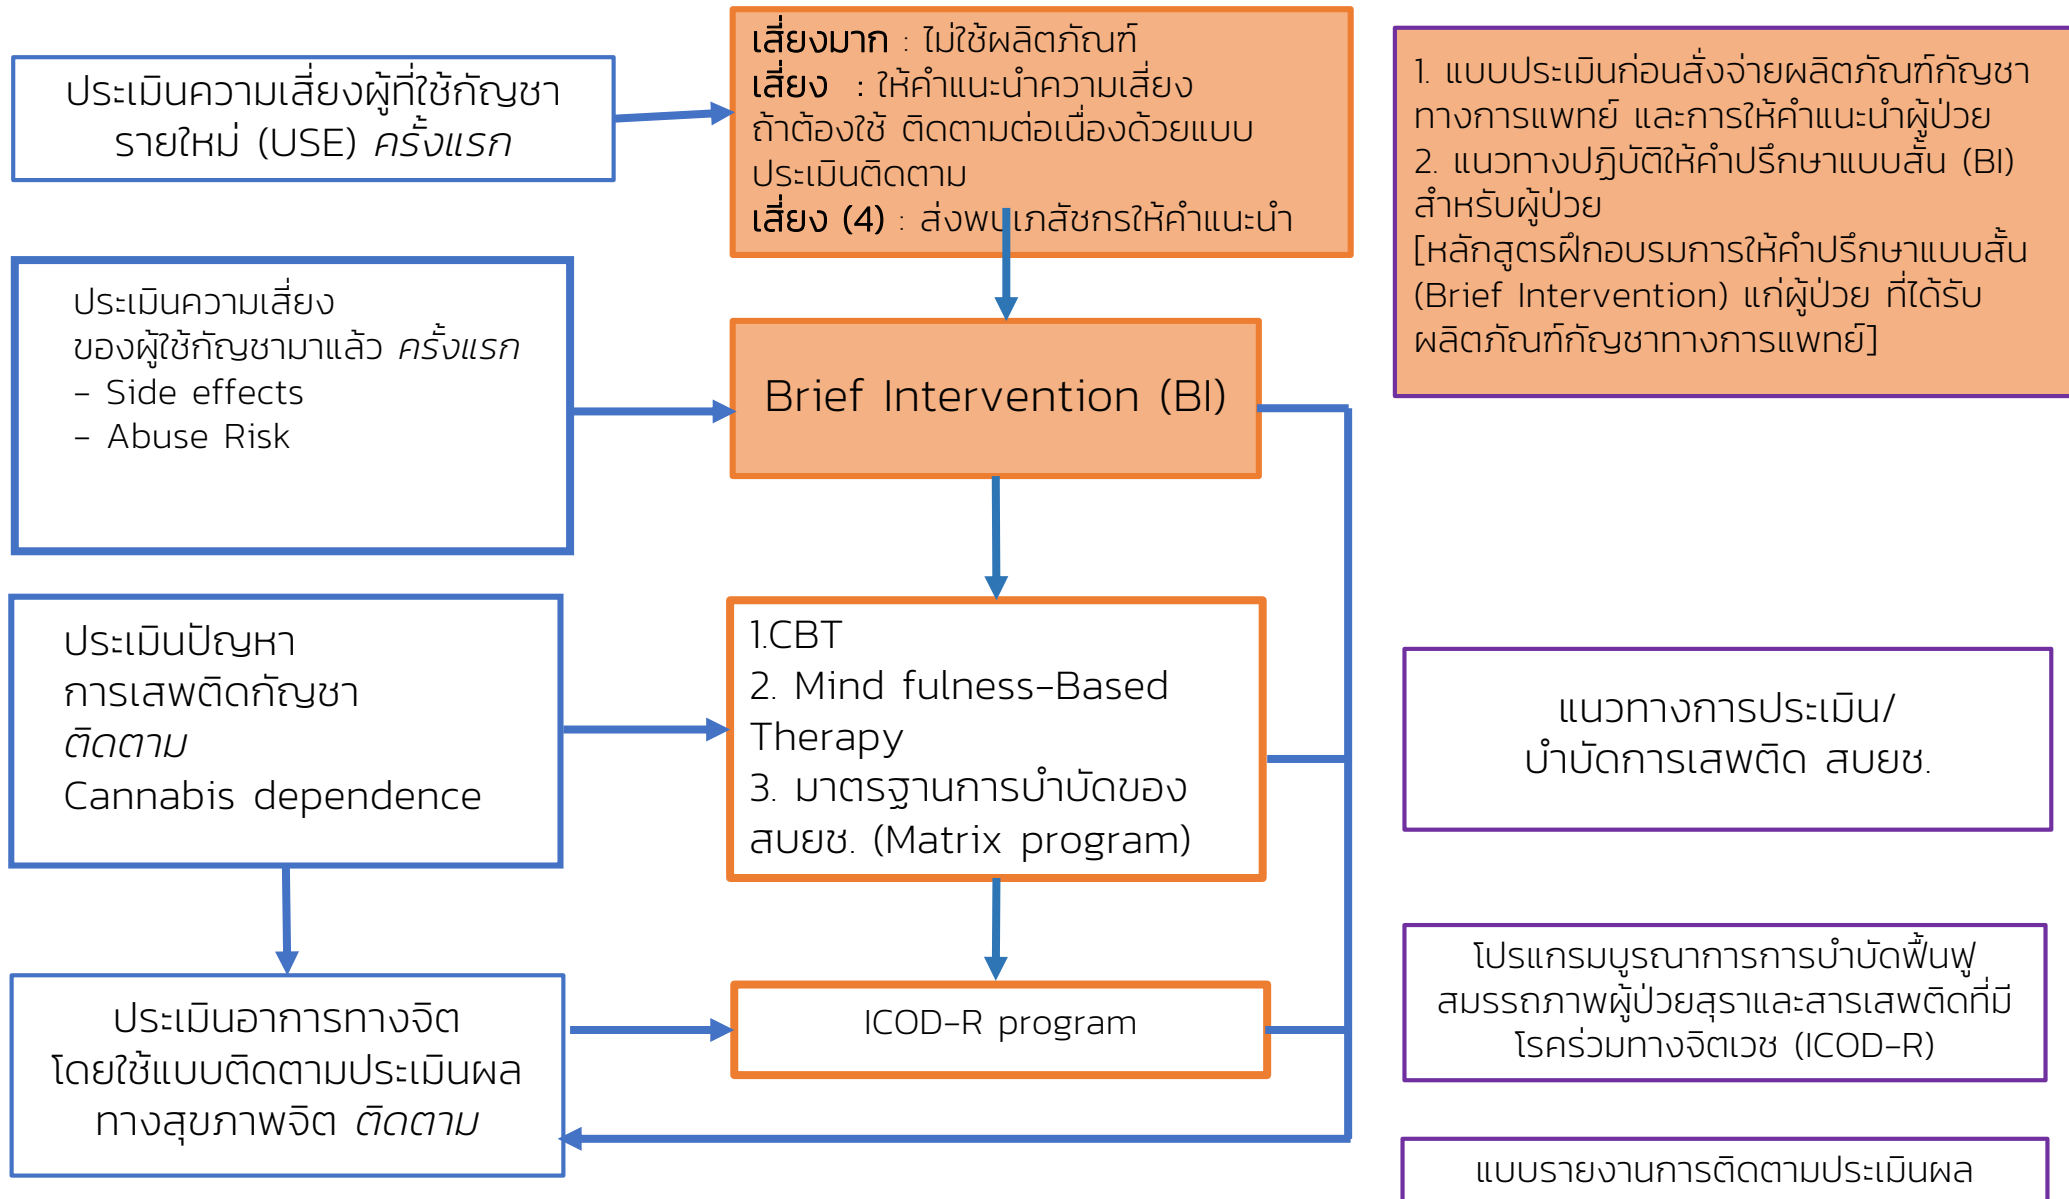 ประเมินความเสี่ยงผู้ที่ใช้กัญชา
รายใหม่ (USE) ครั้งแรก
เสี่ยงมาก : ไม่ใช้ผลิตภัณฑ์
เสี่ยง : ให้คำแนะนำความเสี่ยง
ถ้าต้องใช้ ติดตามต่อเนื่องด้วยแบบ
ประเมินติดตาม
เสี่ยง (4) : ส่งพบเภสัชกรให้คำแนะนำ
1. แบบประเมินก่อนสั่งจ่ายผลิตภัณฑ์กัญชา
ทางการแพทย์ และการให้คำแนะนำผู้ป่วย
2. แนวทางปฏิบัติให้คำปรึกษาแบบสั้น (BI)
สำหรับผู้ป่วย
[หลักสูตรฝึกอบรมการให้คำปรึกษาแบบสั้น
(Brief Intervention) แก่ผู้ป่วย ที่ได้รับ
ผลิตภัณฑ์กัญชาทางการแพทย์]
ประเมินความเสี่ยง
ของผู้ใช้กัญชามาแล้ว ครั้งแรก
- Side effects
- Abuse Risk
Brief Intervention (BI)
ประเมินปัญหา
การเสพติดกัญชา
ติดตาม
Cannabis dependence
1.CBT
2. Mind fulness-Based
Therapy
3. มาตรฐานการบำบัดของ
สบยช. (Matrix program)
แนวทางการประเมิน/
บำบัดการเสพติด สบยช.
ประเมินอาการทางจิต
โดยใช้แบบติดตามประเมินผล
ทางสุขภาพจิต ติดตาม
ICOD-R program
โปรแกรมบูรณาการการบำบัดฟื้นฟู
สมรรถภาพผู้ป่วยสุราและสารเสพติดที่มี
โรคร่วมทางจิตเวช (ICOD-R)
แบบรายงานการติดตามประเมินผล